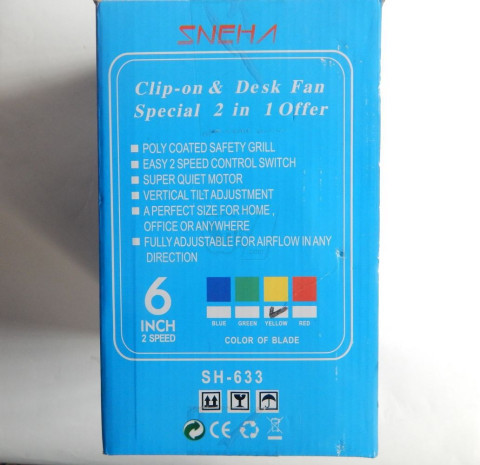 SNEHA
Clip-on & Desk Fan
Special 2 in 1 Offer
POLY COATED SAFETY GRILL
EASY 2 SPEED CONTROL SWITCH
SUPER QUIET MOTOR
VERTICAL TILT ADJUSTMENT
A PERFECT SIZE FOR HOME ,
OFFICE OR ANYWHERE
FULLY ADJUSTABLE FOR AIRFLOW IN ANY
DIRECTION
6
INCH
2 SPEED
BLUE GREEN YELLOW RED
COLOR OF BLADE
SH-633
CE